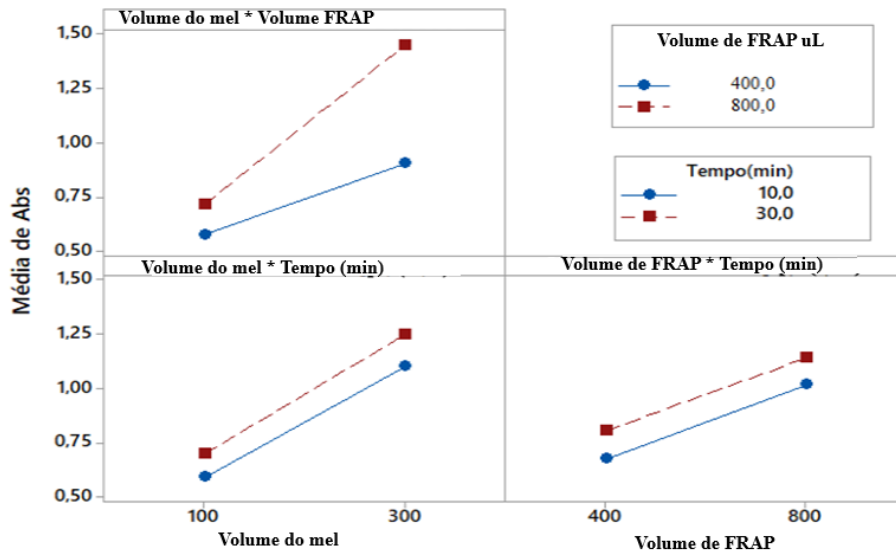 Volume do mel * Volume FRAP
1,50
1,25
1,00
0,75
0,50
Volume de FRAP uL
400,0
800,0
Tempo(min)
10,0
30,0
Média de Abs
Volume do mel * Tempo (min)
Volume de FRAP * Tempo (min)
1,50
1,25
1,00
0,75
0,50
100
300
400
800
Volume do mel
Volume de FRAP